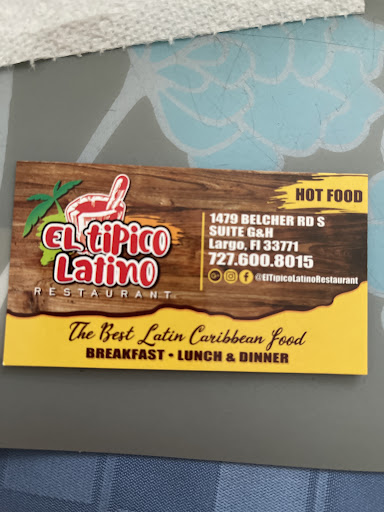 HOT FOOD
EL tiPico
Latino
RESTAURANT
1479 BELCHER RD S
SUITE G&H
Largo, Fl 33771
727.600.8015
@ElTipicoLatinoRestaurant
The Best Latin Caribbean food
BREAKFAST • LUNCH & DINNER